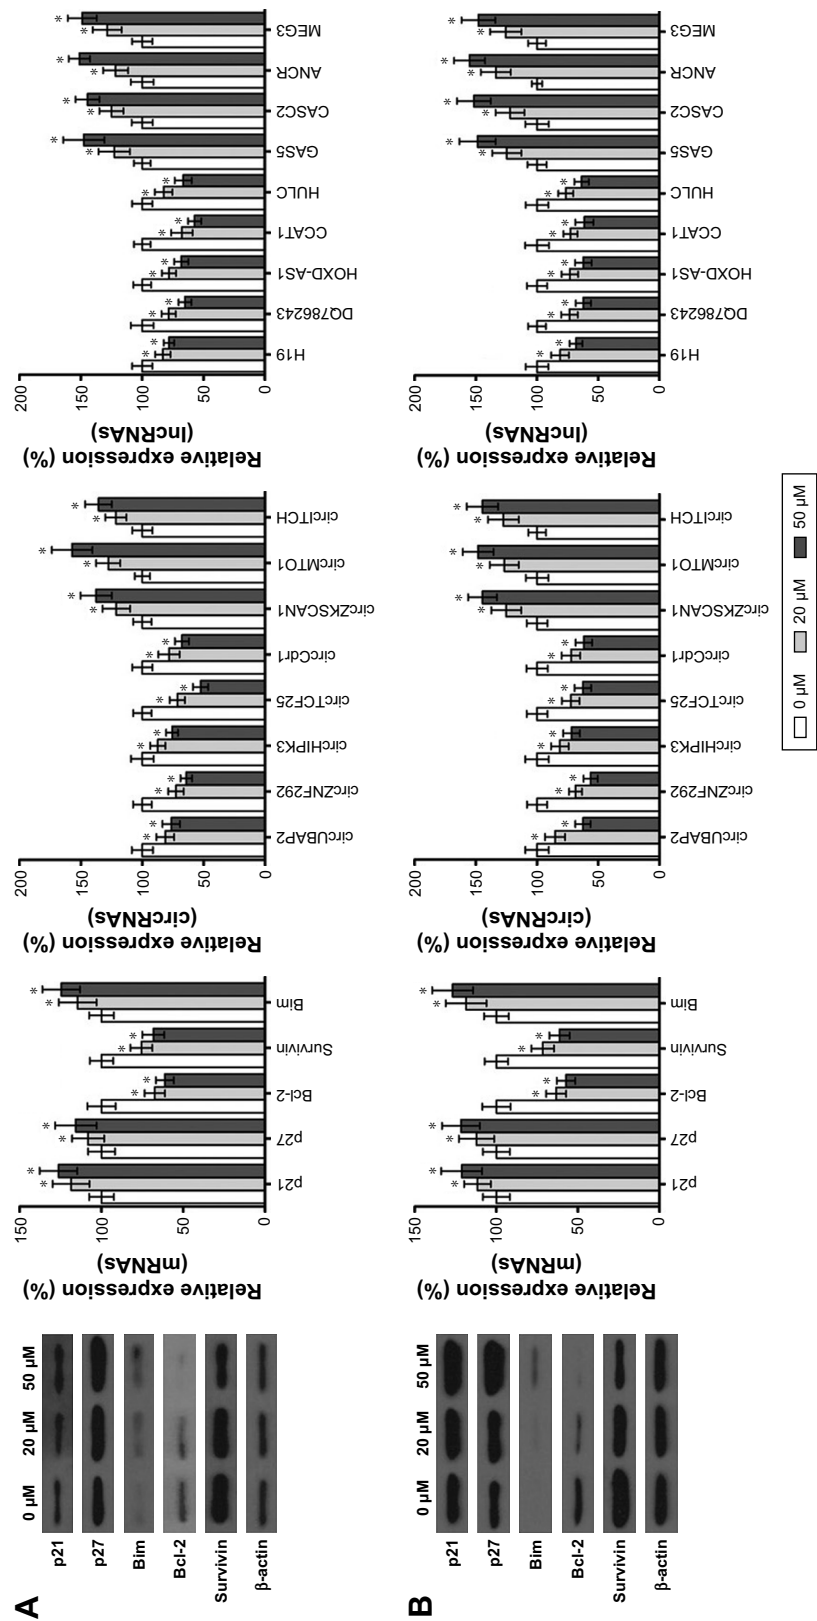 A
0 μM 20 μM 50 μM
p21
p27
Bim
Bcl-2
Survivin
β-actin
Relative expression (%)
(mRNAs)
150
100
50
0
p21 p27 Bcl-2 Survivin Bim
* * * * * * * * * *
Relative expression (%)
(circRNAs)
200
150
100
50
0
circUBAP2 circZNF292 circHIPK3 circTCF25 circCdr1 circZKSCAN1 circMTO1 circITCH
* * * * * * * * * * * * * * * *
Relative expression (%)
(lncRNAs)
200
150
100
50
0
H19 DQ786243 HOXD-AS1 CCAT1 HULC GAS5 CASC2 ANCR MEG3
* * * * * * * * * * * * * * * * * *
B
0 μM 20 μM 50 μM
p21
p27
Bim
Bcl-2
Survivin
β-actin
Relative expression (%)
(mRNAs)
150
100
50
0
p21 p27 Bcl-2 Survivin Bim
* * * * * * * * * *
Relative expression (%)
(circRNAs)
200
150
100
50
0
circUBAP2 circZNF292 circHIPK3 circTCF25 circCdr1 circZKSCAN1 circMTO1 circITCH
* * * * * * * * * * * * * * * *
Relative expression (%)
(lncRNAs)
200
150
100
50
0
H19 DQ786243 HOXD-AS1 CCAT1 HULC GAS5 CASC2 ANCR MEG3
* * * * * * * * * * * * * * * * * *
0 μM 20 μM 50 μM